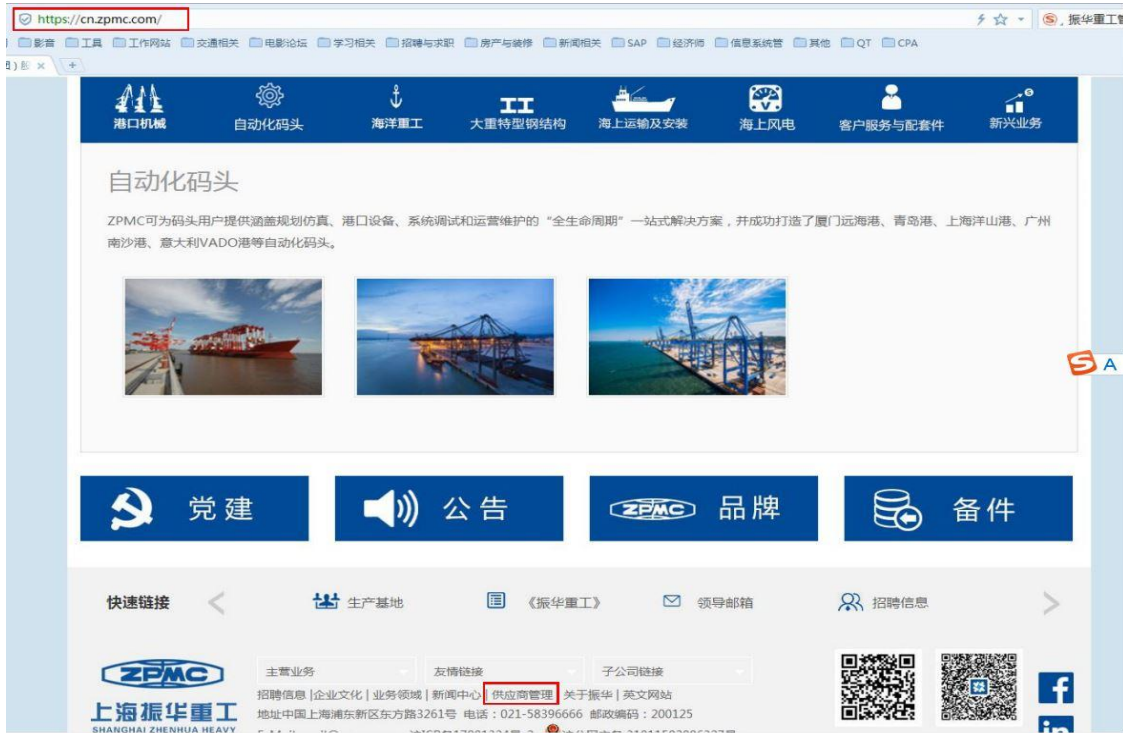 https://cn.zpmc.com/
振华重工
影音 工具 工作网站 交通相关 电影论坛 学习相关 招聘与求职 房产与装修 新闻相关 SAP 经济师 信息系统管 其他 QT CPA
港口机械 自动化码头 海洋重工 大重特型钢结构 海上运输及安装 海上风电 客户服务与配套件 新兴业务
自动化码头
ZPMC可为码头用户提供涵盖规划仿真、港口设备、系统调试和运营维护的“全生命周期”一站式解决方案，并成功打造了厦门远海港、青岛港、上海洋山港、广州
南沙港、意大利VADO港等自动化码头。
A
党建 公告 ZPMC 品牌 备件
快速链接 生产基地 《振华重工》 领导邮箱 招聘信息
ZPMC
主营业务 友情链接 子公司链接
招聘信息 |企业文化 | 业务领域 | 新闻中心 | 供应商管理 | 关于振华 | 英文网站
上海振华重工
地址中国上海浦东新区东方路3261号 电话：021-58396666 邮政编码：200125
SHANGHAI ZHENHUA HEAVY